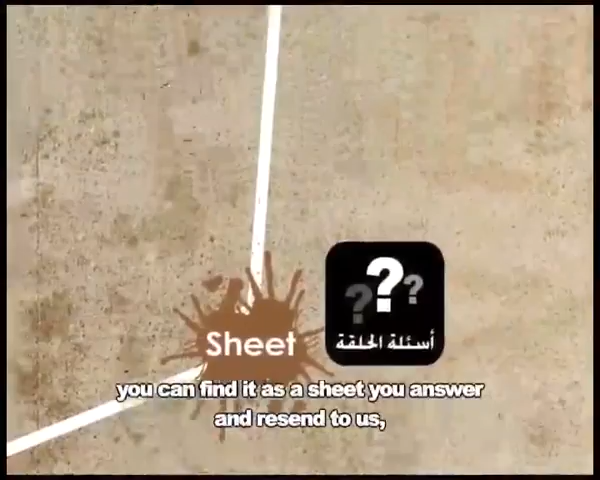 Sheet
أسئلة الحلقة
you can find it as a sheet you answer
and resend to us,